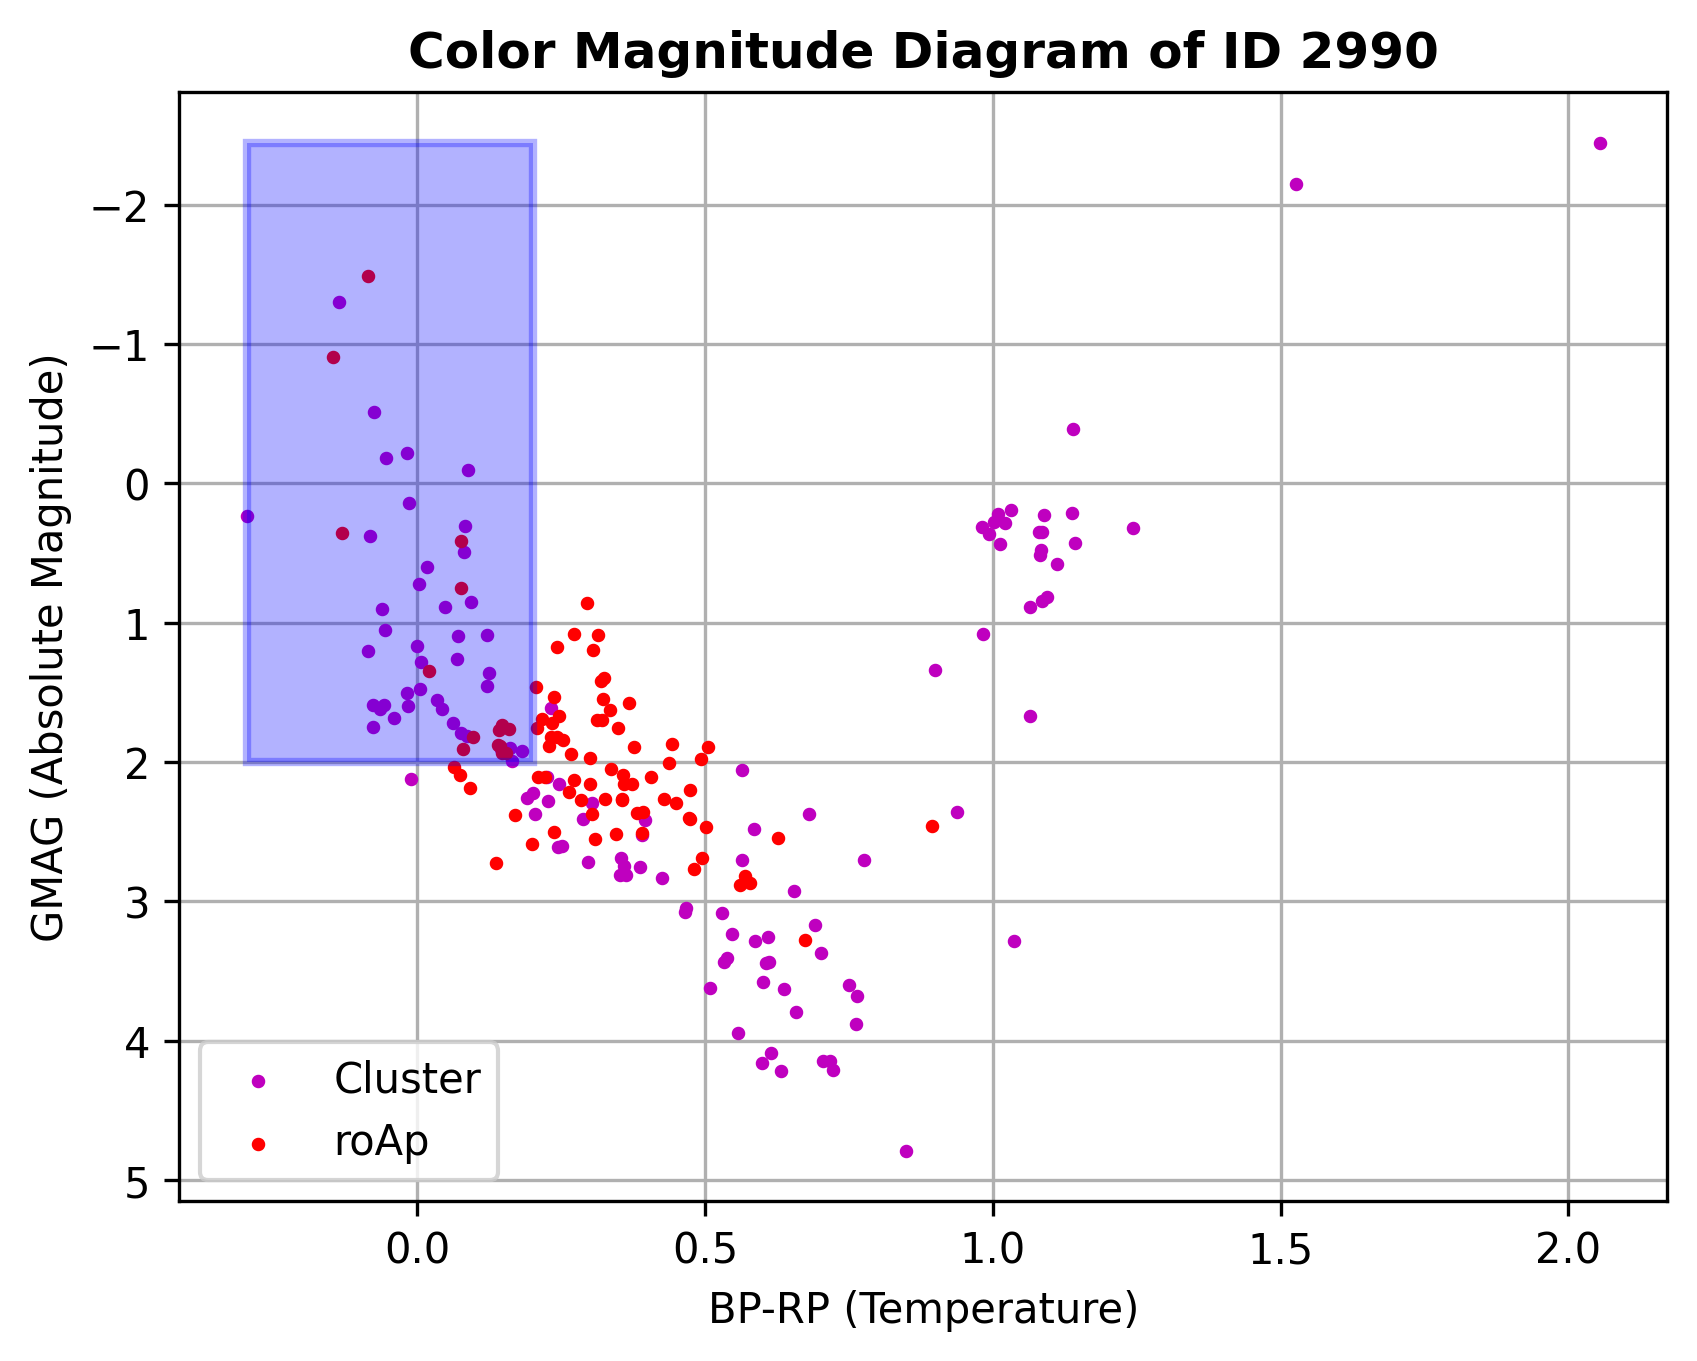 Color Magnitude Diagram of ID 2990
GMAG (Absolute Magnitude)
−2
−1
0
1
2
3
4
5
Cluster
roAp
0.0 0.5 1.0 1.5 2.0
BP-RP (Temperature)